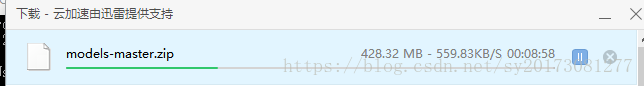 下载 - 云加速由迅雷提供支持
models-master.zip 428.32 MB - 559.83KB/S 00:08:58
https://blog.csdn.net/sy20173081277